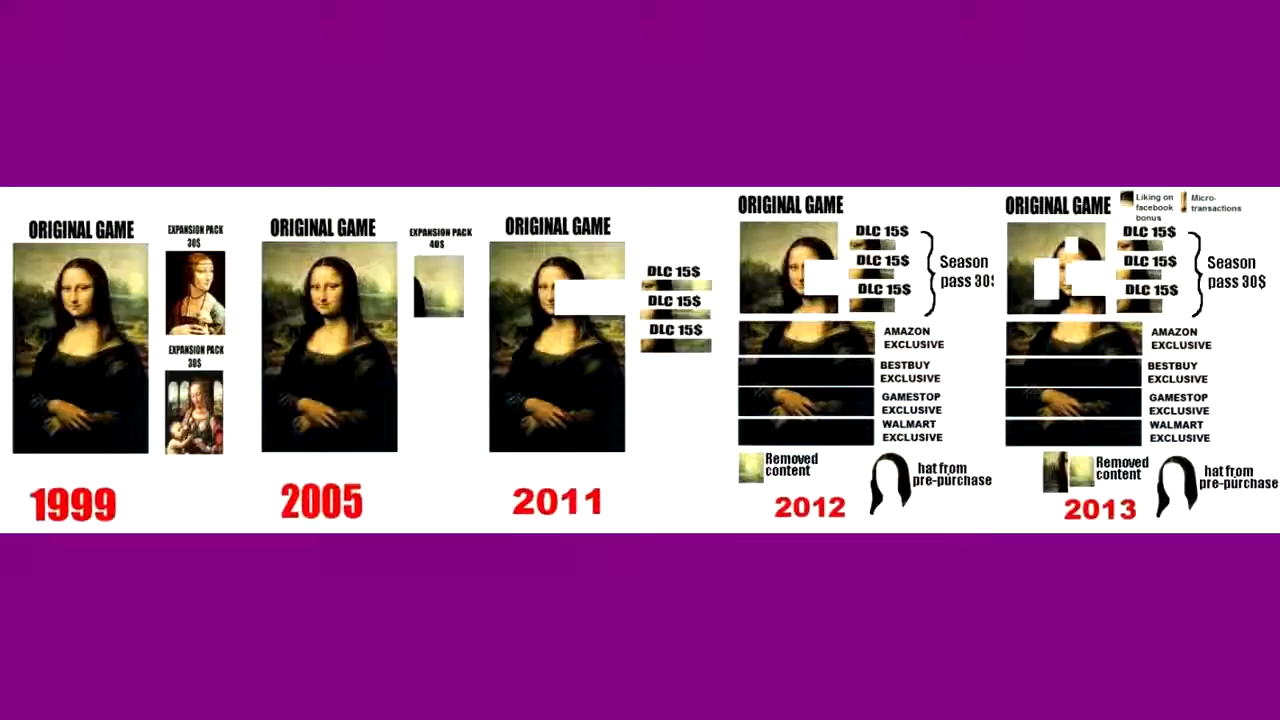 ORIGINAL GAME
EXPANSION PACK
30$
EXPANSION PACK
30$
1999
ORIGINAL GAME
EXPANSION PACK
40$
2005
ORIGINAL GAME
DLC 15$
DLC 15$
DLC 15$
2011
ORIGINAL GAME
DLC 15$
DLC 15$
DLC 15$
Season
pass 30$
AMAZON
EXCLUSIVE
BESTBUY
EXCLUSIVE
GAMESTOP
EXCLUSIVE
WALMART
EXCLUSIVE
Removed
content
hat from
pre-purchase
2012
ORIGINAL GAME
Liking on
facebook
bonus
Micro-
transactions
DLC 15$
DLC 15$
DLC 15$
Season
pass 30$
AMAZON
EXCLUSIVE
BESTBUY
EXCLUSIVE
GAMESTOP
EXCLUSIVE
WALMART
EXCLUSIVE
Removed
content
hat from
pre-purchase
2013